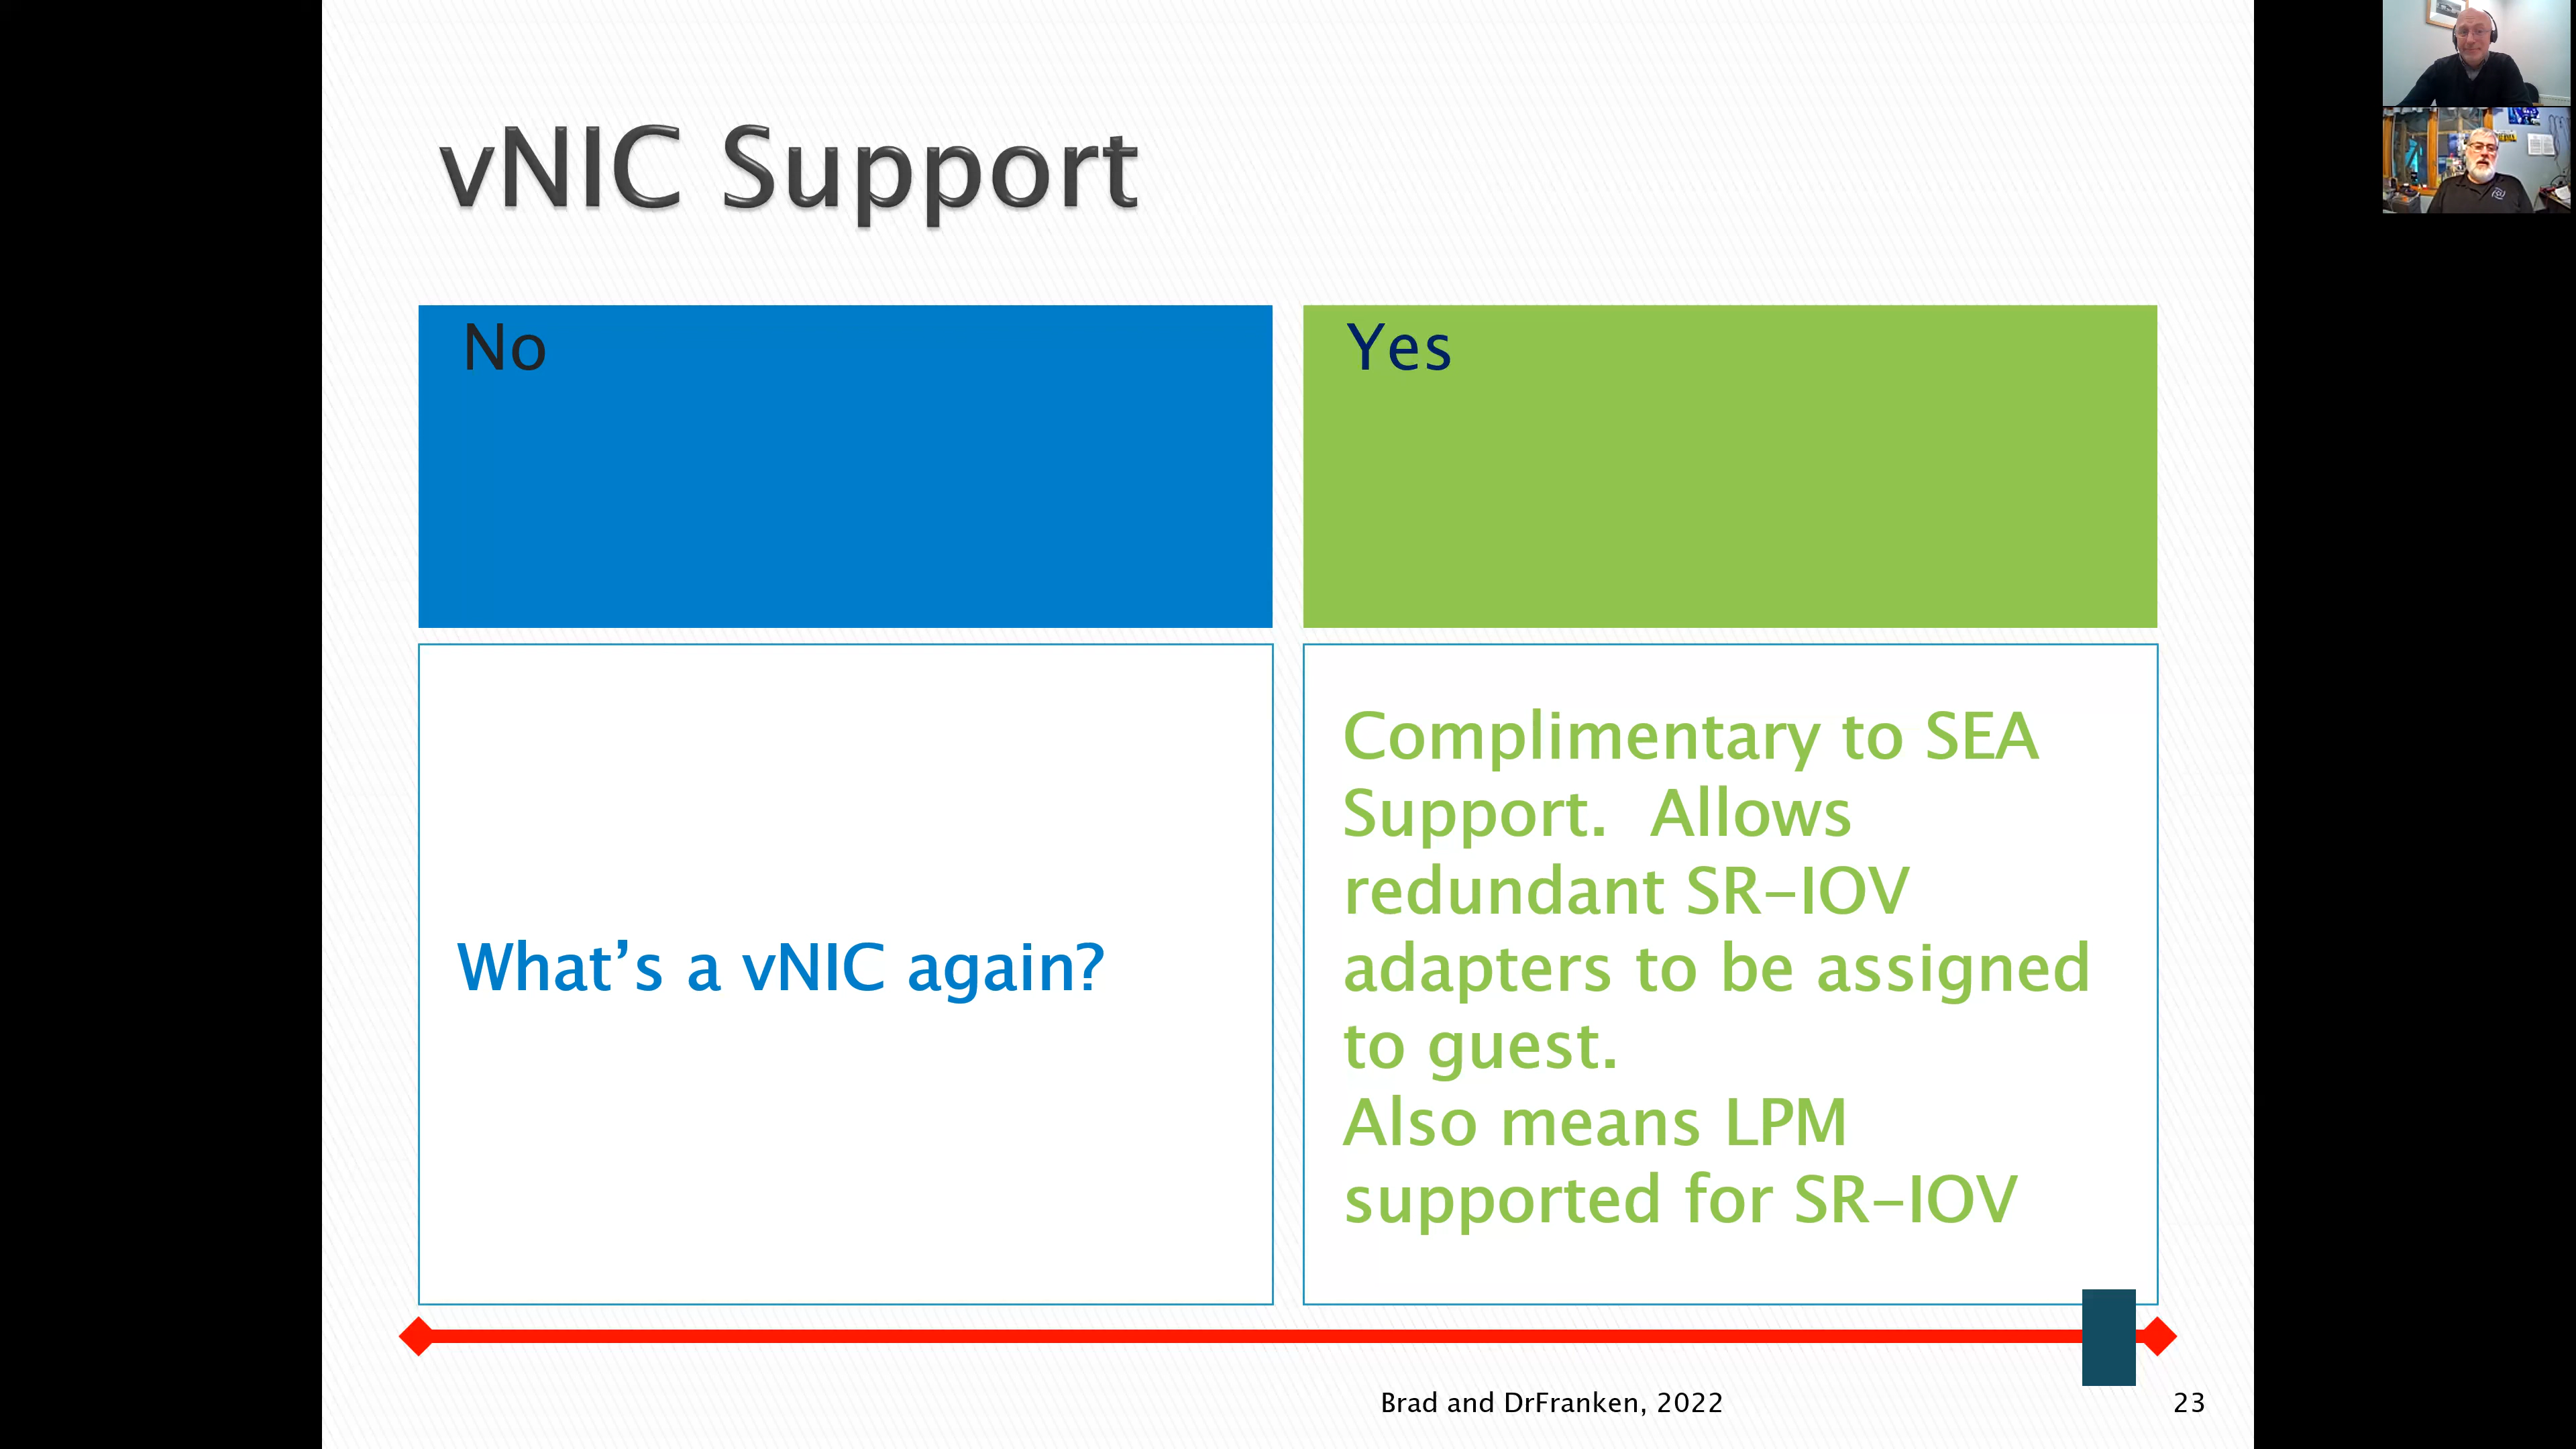 vNIC Support
No
Yes
What’s a vNIC again?
Complimentary to SEA
Support.  Allows
redundant SR-IOV
adapters to be assigned
to guest.
Also means LPM
supported for SR-IOV
Brad and DrFranken, 2022
23